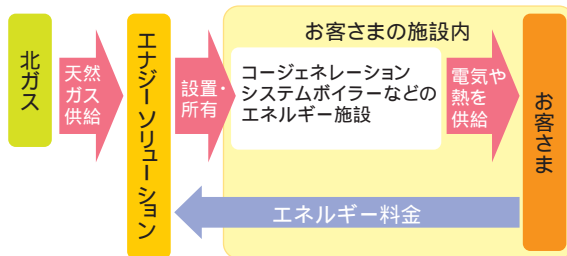 北ガス
天然
ガス
供給
エナジーソリューション
設置・
所有
お客さまの施設内
コージェネレーション
システムボイラーなどの
エネルギー施設
電気や
熱を
供給
お客さま
エネルギー料金